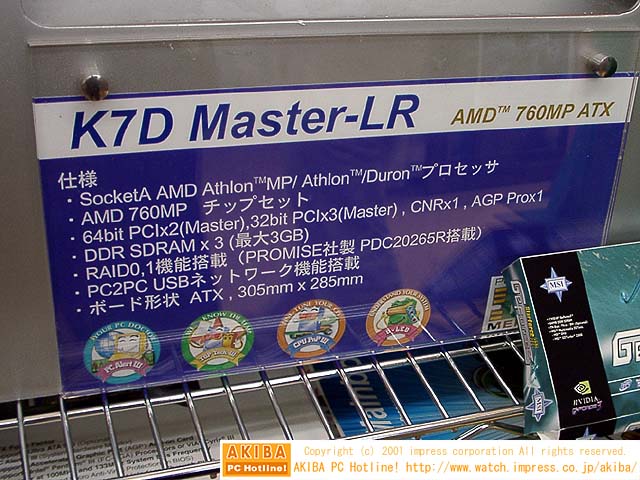 K7D Master-LR
AMD™ 760MP ATX
仕様
・SocketA AMD Athlon™MP/ Athlon™/Duron™プロセッサ
・AMD 760MP チップセット
・64bit PCIx2(Master),32bit PCIx3(Master) , CNRx1 , AGP Prox1
・DDR SDRAM x 3 (最大3GB)
・RAID0,1機能搭載（PROMISE社製 PDC20265R搭載）
・PC2PC USBネットワーク機能搭載
・ボード形状 ATX , 305mm x 285mm
PC Alert III
MSI
NVIDIA
AKIBA
PC Hotline!
Copyright (c) 2001 impress corporation All rights reserved.
AKIBA PC Hotline! http://www.watch.impress.co.jp/akiba/